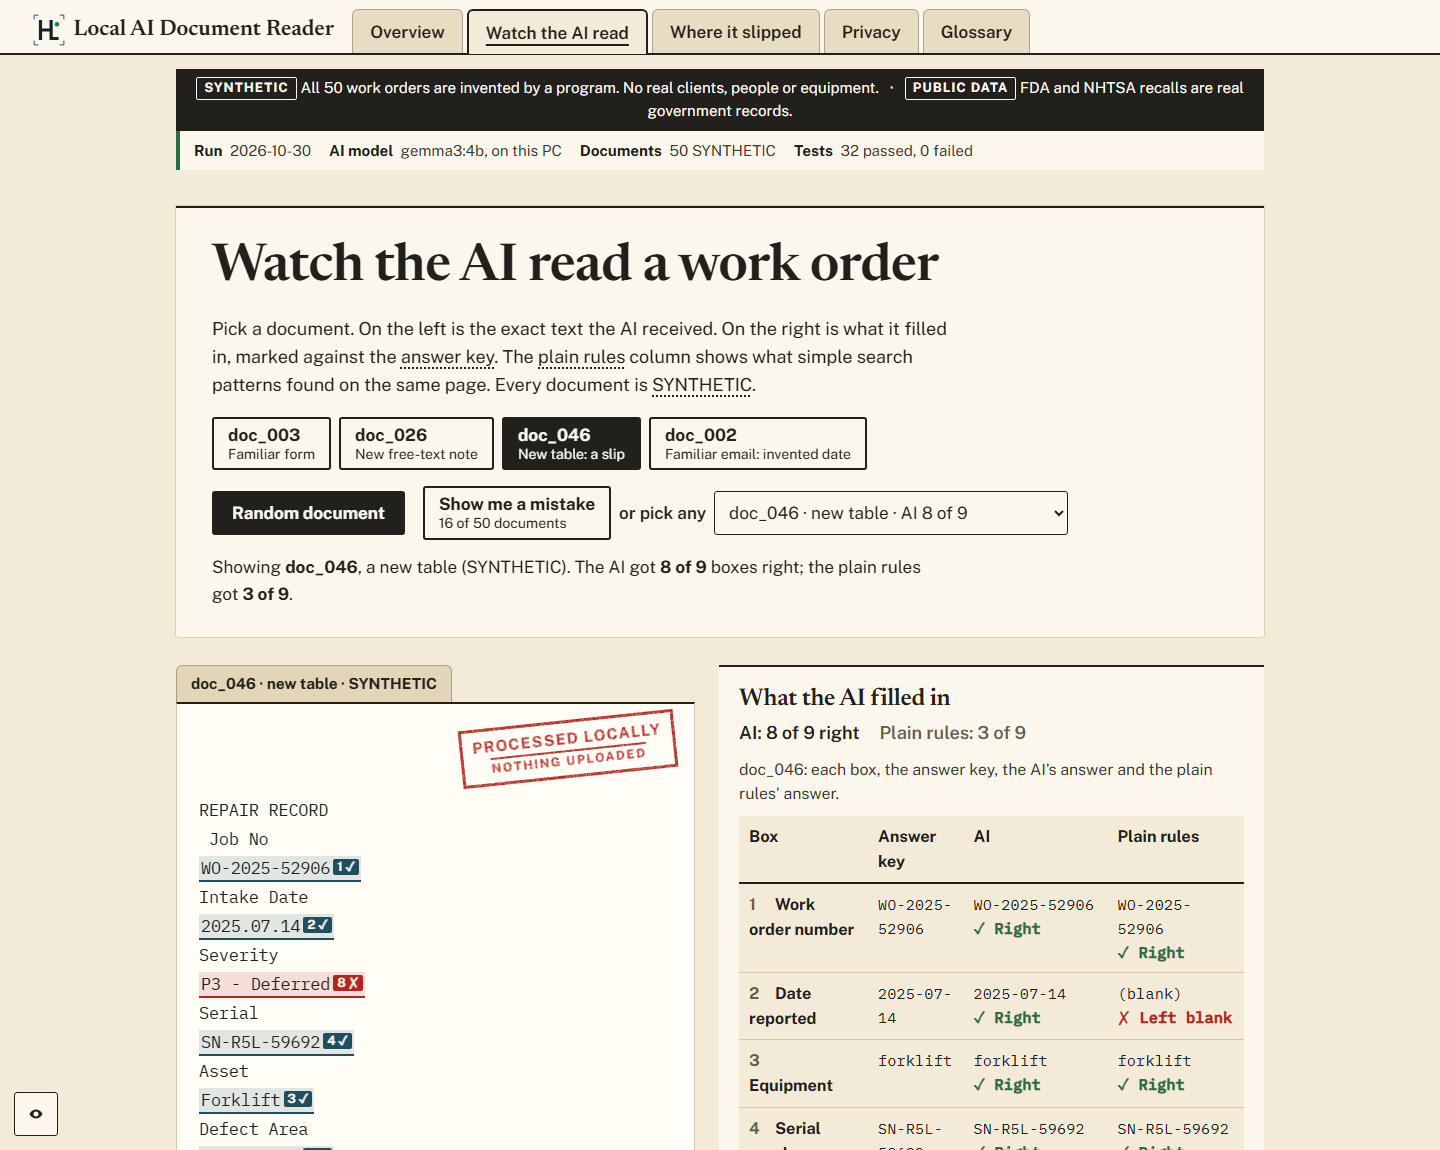 HL Local AI Document Reader
Overview
Watch the AI read
Where it slipped
Privacy
Glossary
SYNTHETIC All 50 work orders are invented by a program. No real clients, people or equipment. · PUBLIC DATA FDA and NHTSA recalls are real
government records.
Run 2026-10-30 AI model gemma3:4b, on this PC Documents 50 SYNTHETIC Tests 32 passed, 0 failed
Watch the AI read a work order
Pick a document. On the left is the exact text the AI received. On the right is what it filled
in, marked against the answer key. The plain rules column shows what simple search
patterns found on the same page. Every document is SYNTHETIC.
doc_003
Familiar form
doc_026
New free-text note
doc_046
New table: a slip
doc_002
Familiar email: invented date
Random document
Show me a mistake
16 of 50 documents
or pick any
doc_046 · new table · AI 8 of 9
Showing doc_046, a new table (SYNTHETIC). The AI got 8 of 9 boxes right; the plain rules
got 3 of 9.
doc_046 · new table · SYNTHETIC
PROCESSED LOCALLY
NOTHING UPLOADED
REPAIR RECORD
Job No
WO-2025-52906 1✓
Intake Date
2025.07.14 2✓
Severity
P3 - Deferred 8✗
Serial
SN-R5L-59692 4✓
Asset
Forklift 3✓
Defect Area
What the AI filled in
AI: 8 of 9 right Plain rules: 3 of 9
doc_046: each box, the answer key, the AI's answer and the plain
rules' answer.
Box
Answer
key
AI
Plain rules
1 Work
order number
WO-2025-
52906
WO-2025-52906
✓ Right
WO-2025-
52906
✓ Right
2 Date
reported
2025-07-
14
2025-07-14
✓ Right
(blank)
✗ Left blank
3
Equipment
forklift
forklift
✓ Right
forklift
✓ Right
4 Serial
SN-R5L-
SN-R5L-59692
SN-R5L-59692